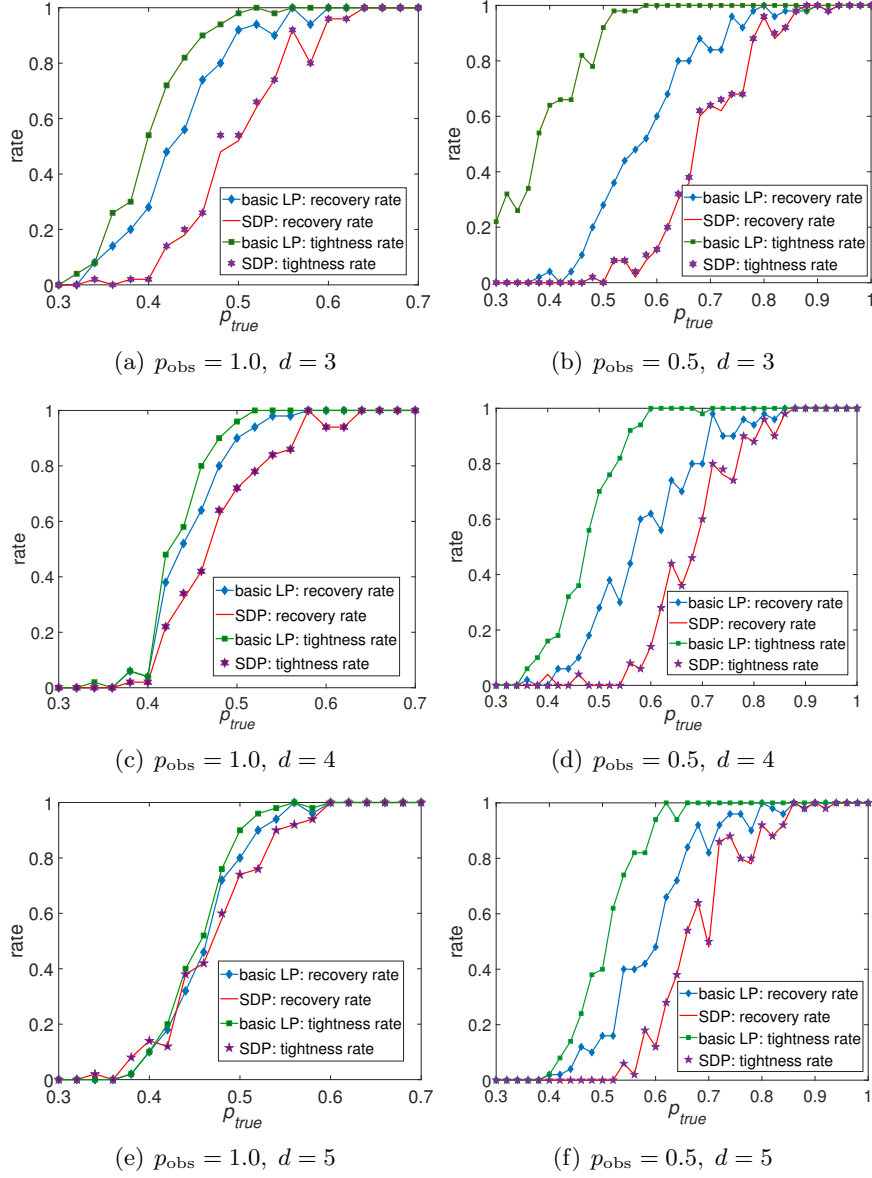 1
0.8
0.6
0.4
0.2
0
rate
0.3 0.4 0.5 0.6 0.7
p_true
basic LP: recovery rate
SDP: recovery rate
basic LP: tightness rate
SDP: tightness rate
(a) p_obs = 1.0, d = 3
1
0.8
0.6
0.4
0.2
0
rate
0.3 0.4 0.5 0.6 0.7 0.8 0.9 1
p_true
basic LP: recovery rate
SDP: recovery rate
basic LP: tightness rate
SDP: tightness rate
(b) p_obs = 0.5, d = 3
1
0.8
0.6
0.4
0.2
0
rate
0.3 0.4 0.5 0.6 0.7
p_true
basic LP: recovery rate
SDP: recovery rate
basic LP: tightness rate
SDP: tightness rate
(c) p_obs = 1.0, d = 4
1
0.8
0.6
0.4
0.2
0
rate
0.3 0.4 0.5 0.6 0.7 0.8 0.9 1
p_true
basic LP: recovery rate
SDP: recovery rate
basic LP: tightness rate
SDP: tightness rate
(d) p_obs = 0.5, d = 4
1
0.8
0.6
0.4
0.2
0
rate
0.3 0.4 0.5 0.6 0.7
p_true
basic LP: recovery rate
SDP: recovery rate
basic LP: tightness rate
SDP: tightness rate
(e) p_obs = 1.0, d = 5
1
0.8
0.6
0.4
0.2
0
rate
0.3 0.4 0.5 0.6 0.7 0.8 0.9 1
p_true
basic LP: recovery rate
SDP: recovery rate
basic LP: tightness rate
SDP: tightness rate
(f) p_obs = 0.5, d = 5